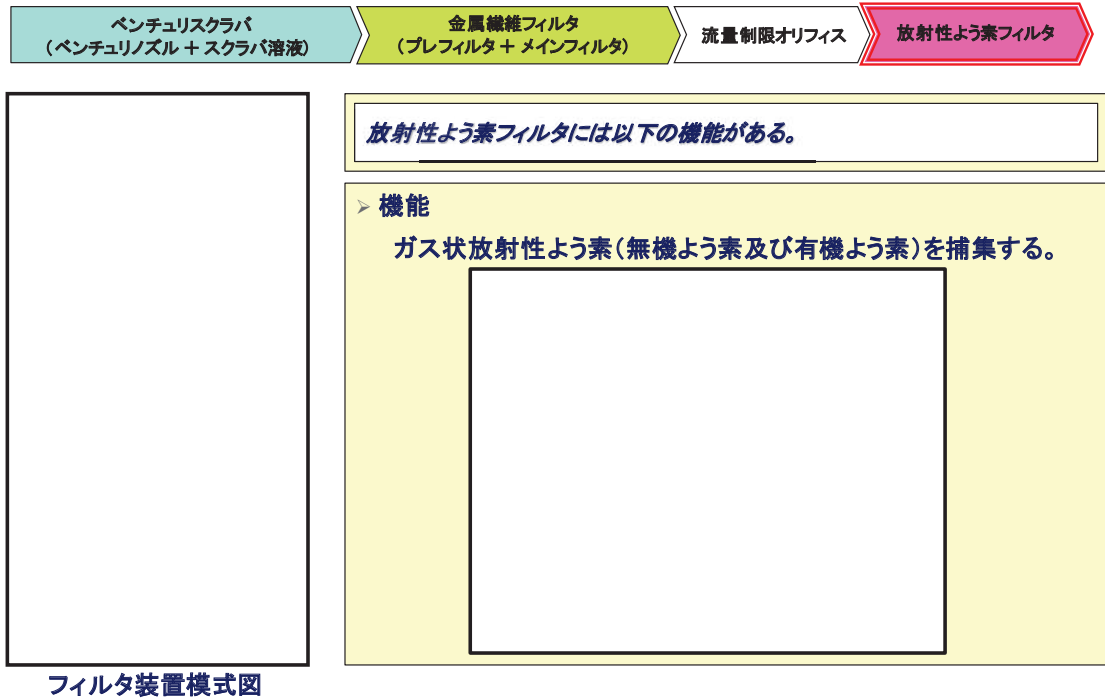 ベンチュリスクラバ
（ベンチュリノズル ＋ スクラバ溶液）
金属繊維フィルタ
（プレフィルタ＋ メインフィルタ）
流量制限オリフィス
放射性よう素フィルタ
放射性よう素フィルタには以下の機能がある。
➢ 機能
ガス状放射性よう素（無機よう素及び有機よう素）を捕集する。
フィルタ装置模式図